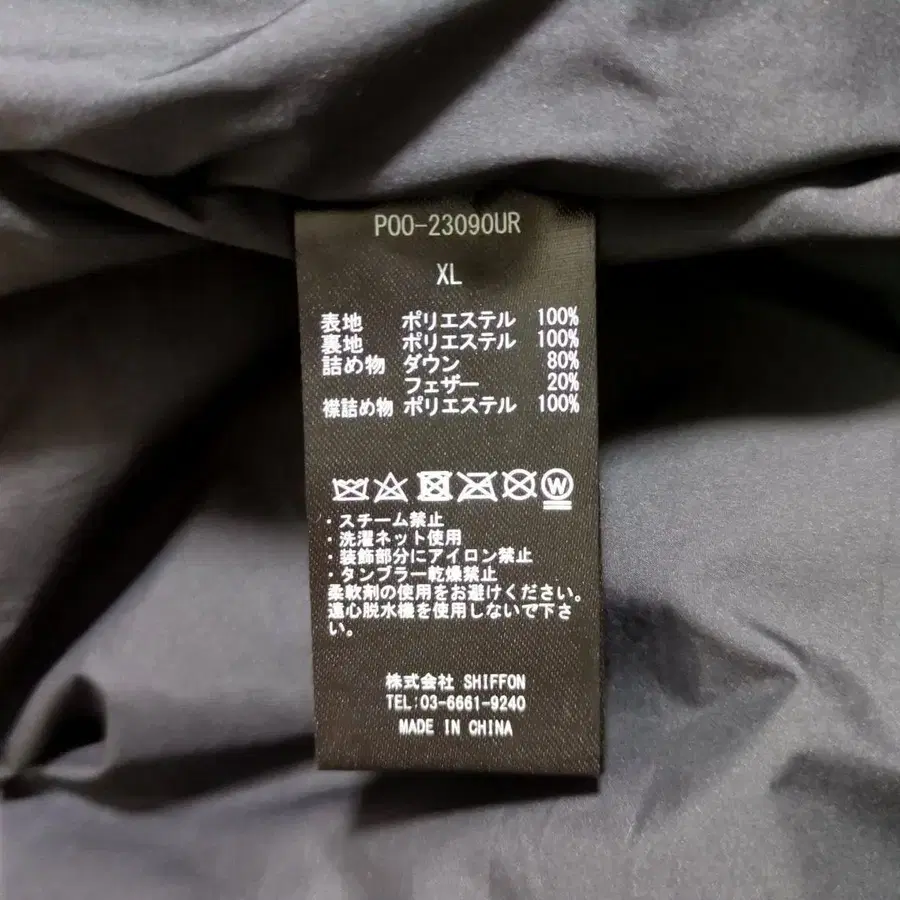 POO-23090UR
XL
表地 ポリエステル 100%
裏地 ポリエステル 100%
詰め物 ダウン 80%
フェザー 20%
襟詰め物 ポリエステル 100%
W
・スチーム禁止
・洗濯ネット使用
・装飾部分にアイロン禁止
・タンブラー乾燥禁止
柔軟剤の使用をお避けください。
遠心脱水機を使用しないで下さ
い。
株式会社 SHIFFON
TEL:03-6661-9240
MADE IN CHINA